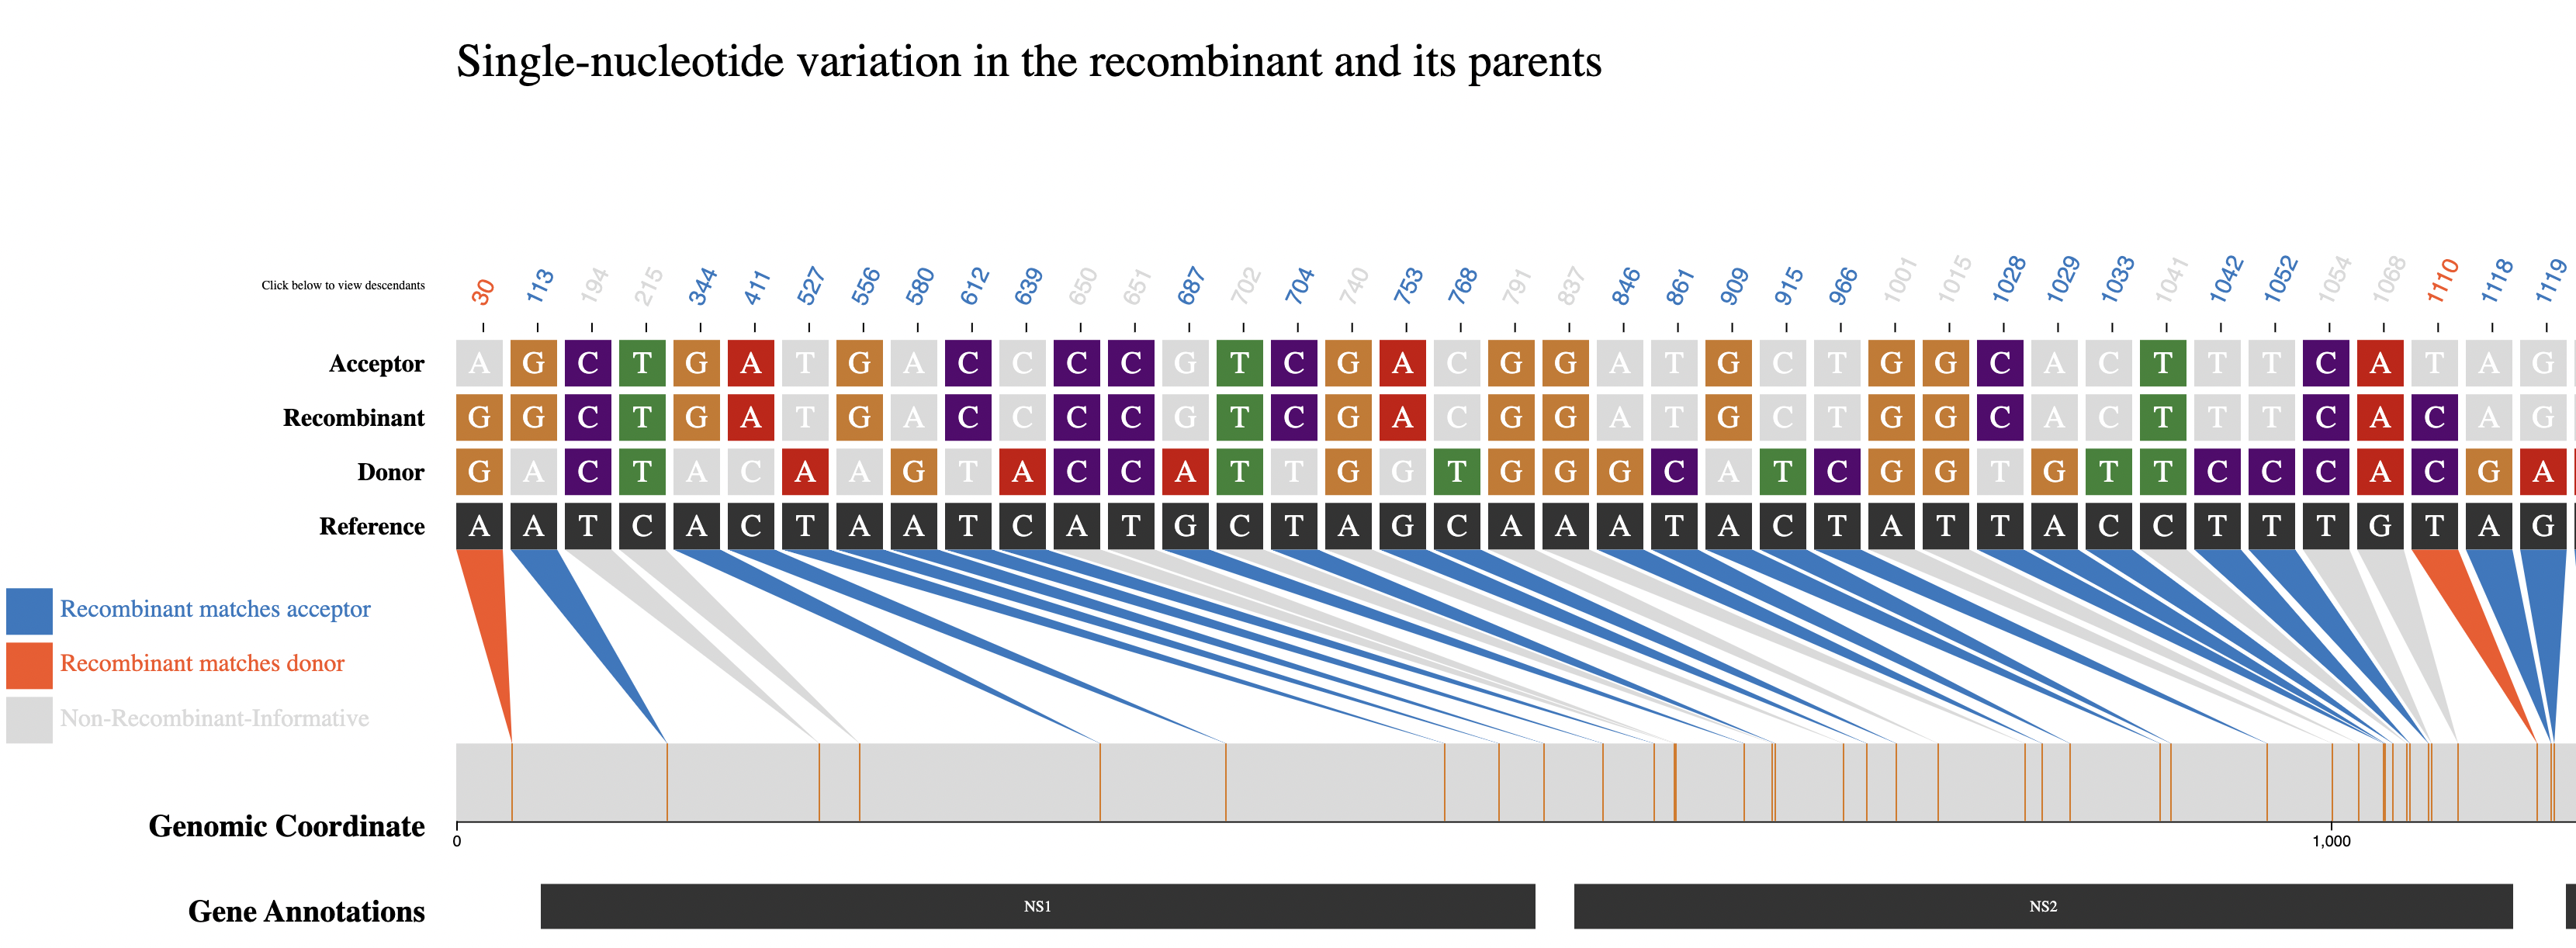 Single-nucleotide variation in the recombinant and its parents
Click below to view descendants 30 113 194 215 344 411 527 556 580 612 639 650 651 687 702 704 740 753 768 791 837 846 861 909 915 966 1001 1015 1028 1029 1033 1041 1042 1052 1054 1068 1110 1118 1119
Acceptor A G C T G A T G A C C C C G T C G A C G G A T G C T G G C A C T T T C A T A G
Recombinant G G C T G A T G A C C C C G T C G A C G G A T G C T G G C A C T T T C A C A G
Donor G A C T A C A A G T A C C A T T G G T G G G C A T C G G T G T T C C C A C G A
Reference A A T C A C T A A T C A T G C T A G C A A A T A C T A T T A C C T T T G T A G
Recombinant matches acceptor
Recombinant matches donor
Non-Recombinant-Informative
Genomic Coordinate
0 1,000
Gene Annotations NS1 NS2